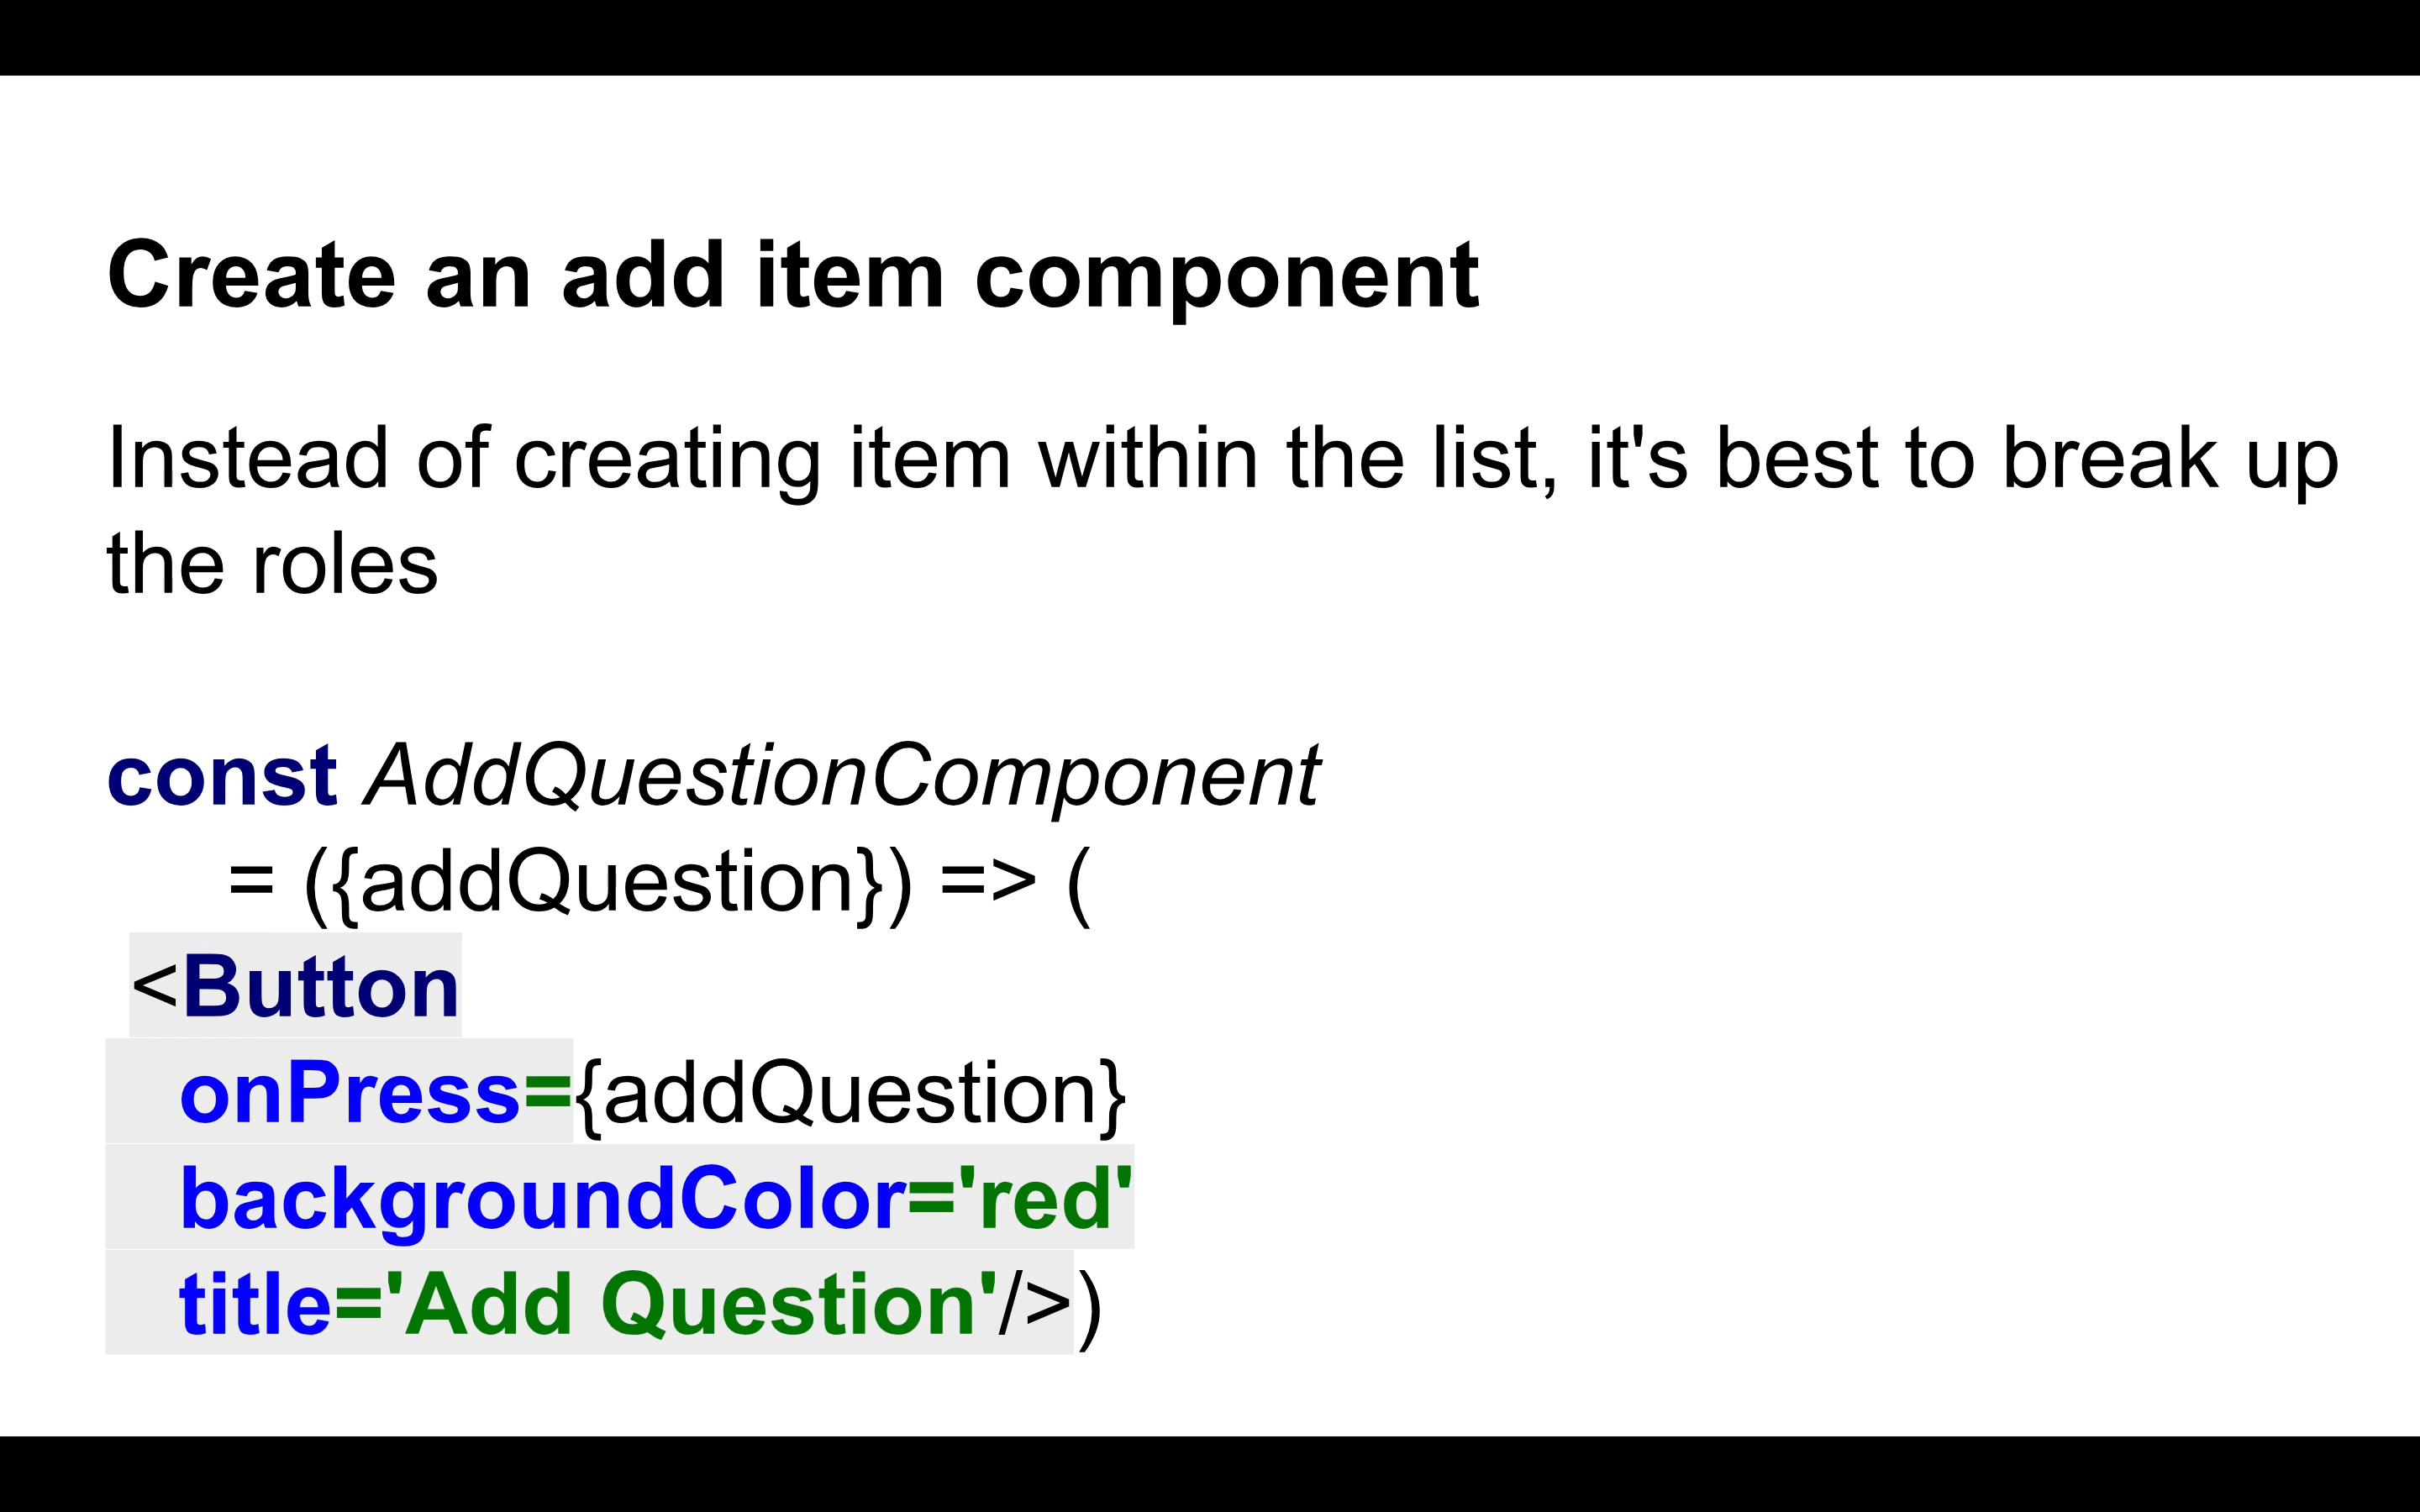 Create an add item component
Instead of creating item within the list, it's best to break up
the roles
const AddQuestionComponent
= ({addQuestion}) => (
<Button
onPress={addQuestion}
backgroundColor='red'
title='Add Question'/>)